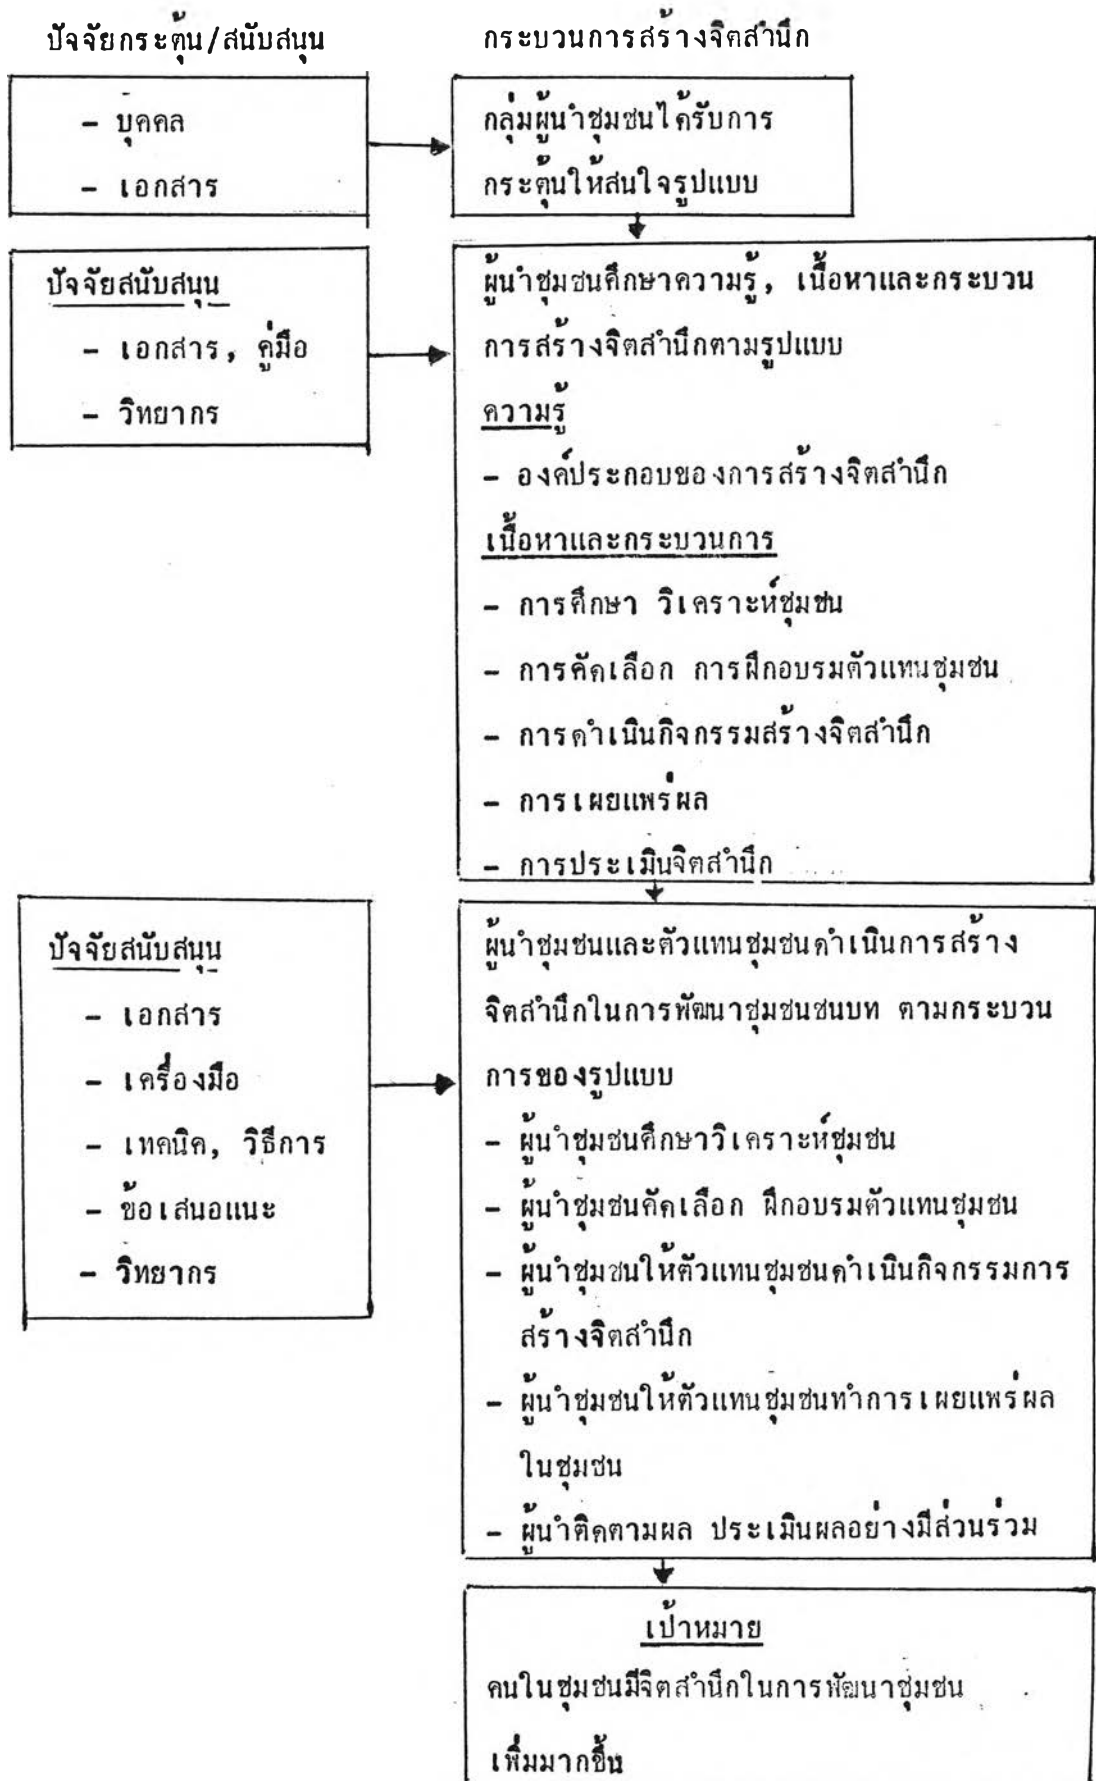 ปัจจัยกระตุ้น/สนับสนุน
กระบวนการสร้างจิตสำนึก
- บุคคล
- เอกสาร
กลุ่มผู้นำชุมชนได้รับการ
กระตุ้นให้สนใจรูปแบบ
ปัจจัยสนับสนุน
- เอกสาร, คู่มือ
- วิทยากร
ผู้นำชุมชนศึกษาความรู้, เนื้อหาและกระบวน
การสร้างจิตสำนึกตามรูปแบบ
ความรู้
- องค์ประกอบของการสร้างจิตสำนึก
เนื้อหาและกระบวนการ
- การศึกษา วิเคราะห์ชุมชน
- การคัดเลือก การฝึกอบรมตัวแทนชุมชน
- การดำเนินกิจกรรมสร้างจิตสำนึก
- การเผยแพร่ผล
- การประเมินจิตสำนึก
ปัจจัยสนับสนุน
- เอกสาร
- เครื่องมือ
- เทคนิค, วิธีการ
- ข้อเสนอแนะ
- วิทยากร
ผู้นำชุมชนและตัวแทนชุมชนดำเนินการสร้าง
จิตสำนึกในการพัฒนาชุมชนชนบท ตามกระบวน
การของรูปแบบ
- ผู้นำชุมชนศึกษาวิเคราะห์ชุมชน
- ผู้นำชุมชนคัดเลือก ฝึกอบรมตัวแทนชุมชน
- ผู้นำชุมชนให้ตัวแทนชุมชนดำเนินกิจกรรมการ
สร้างจิตสำนึก
- ผู้นำชุมชนให้ตัวแทนชุมชนทำการเผยแพร่ผล
ในชุมชน
- ผู้นำติดตามผล ประเมินผลอย่างมีส่วนร่วม
เป้าหมาย
คนในชุมชนมีจิตสำนึกในการพัฒนาชุมชน
เพิ่มมากขึ้น